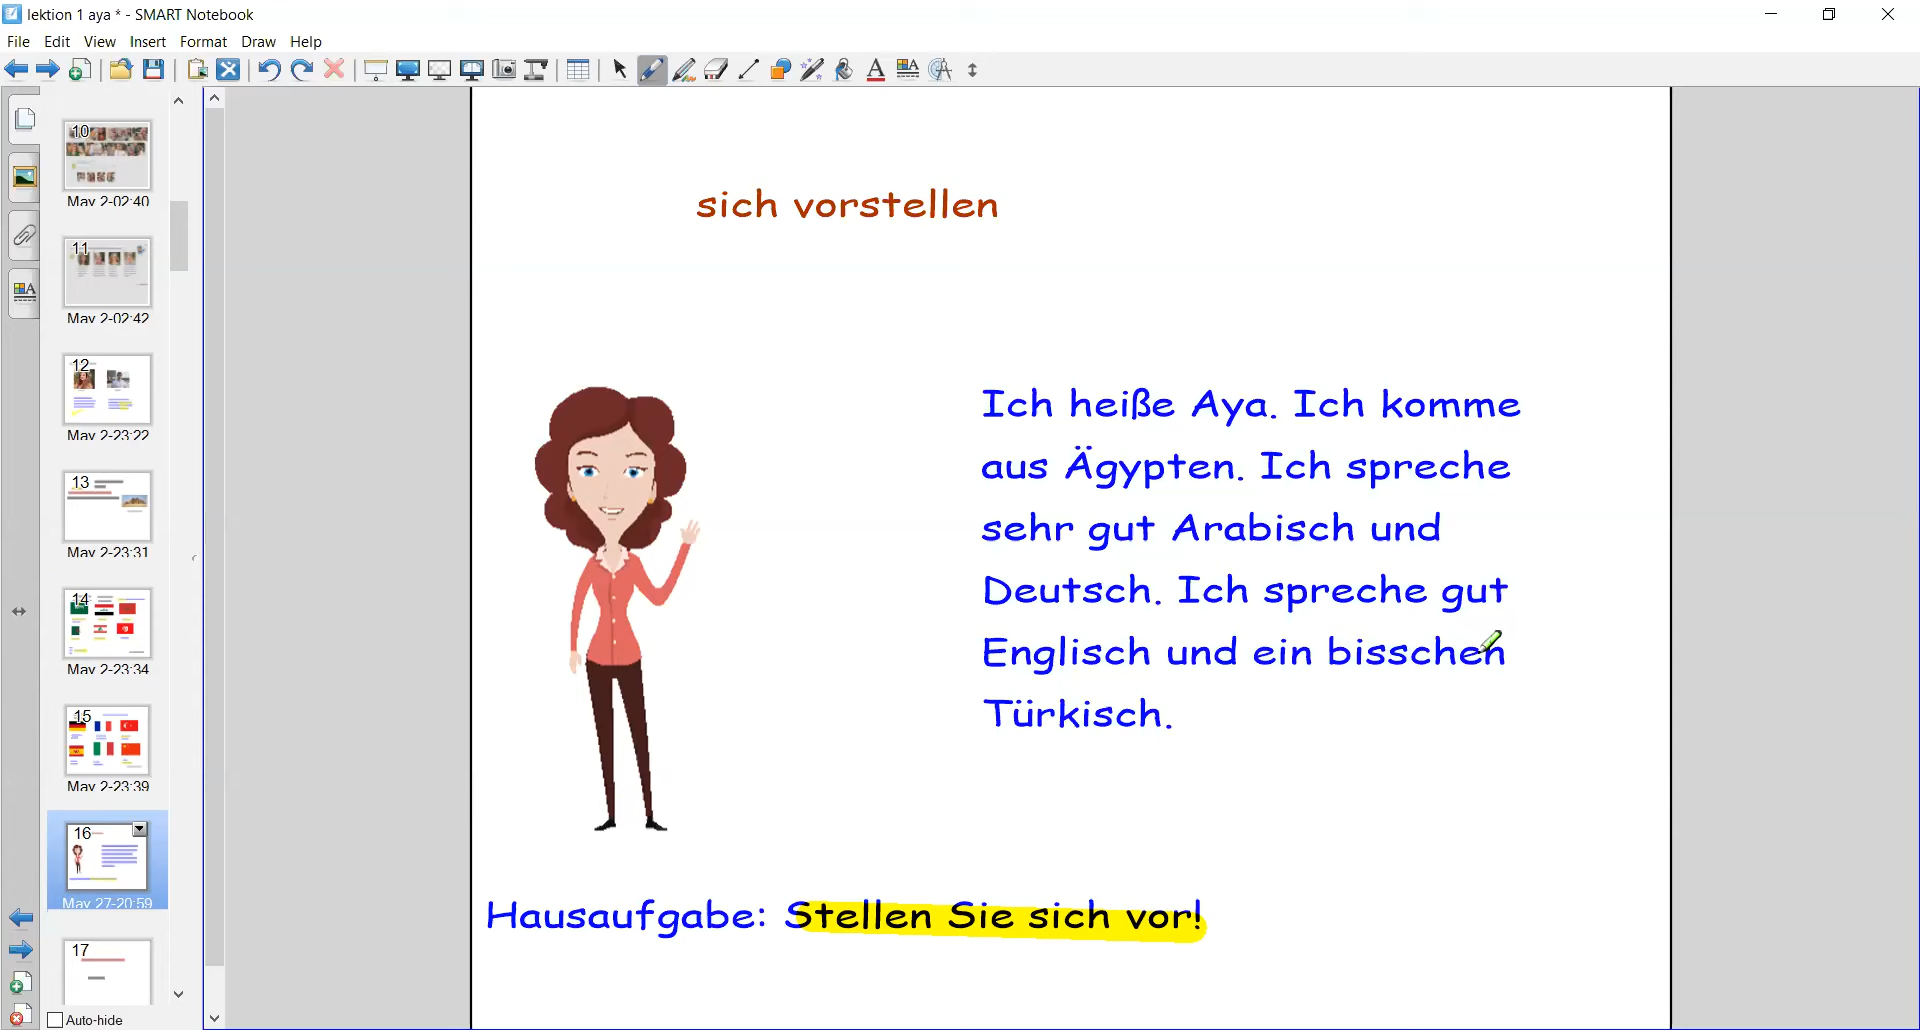 lektion 1 aya * - SMART Notebook
File Edit View Insert Format Draw Help
10
May 2-02:40
11
May 2-02:42
12
May 2-23:22
13
May 2-23:31
14
May 2-23:34
15
May 2-23:39
16
May 27-20:59
17
Auto-hide
sich vorstellen
Ich heiße Aya. Ich komme
aus Ägypten. Ich spreche
sehr gut Arabisch und
Deutsch. Ich spreche gut
Englisch und ein bisschen
Türkisch.
Hausaufgabe: Stellen Sie sich vor!